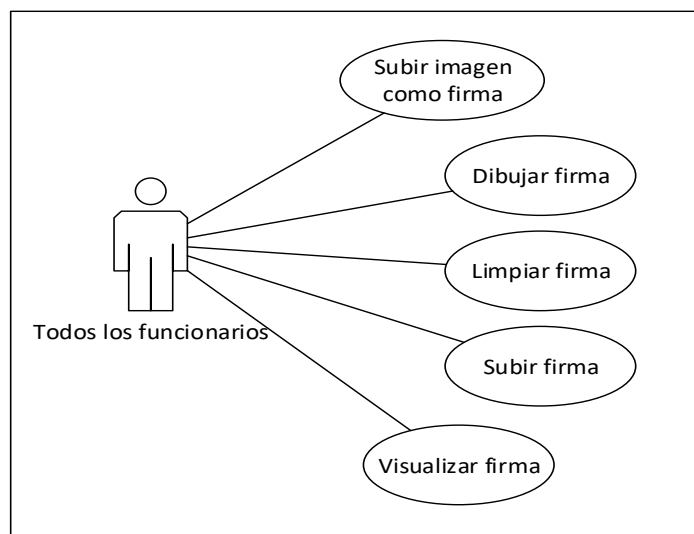 Subir imagen
como firma
Dibujar firma
Limpiar firma
Todos los funcionarios
Subir firma
Visualizar firma